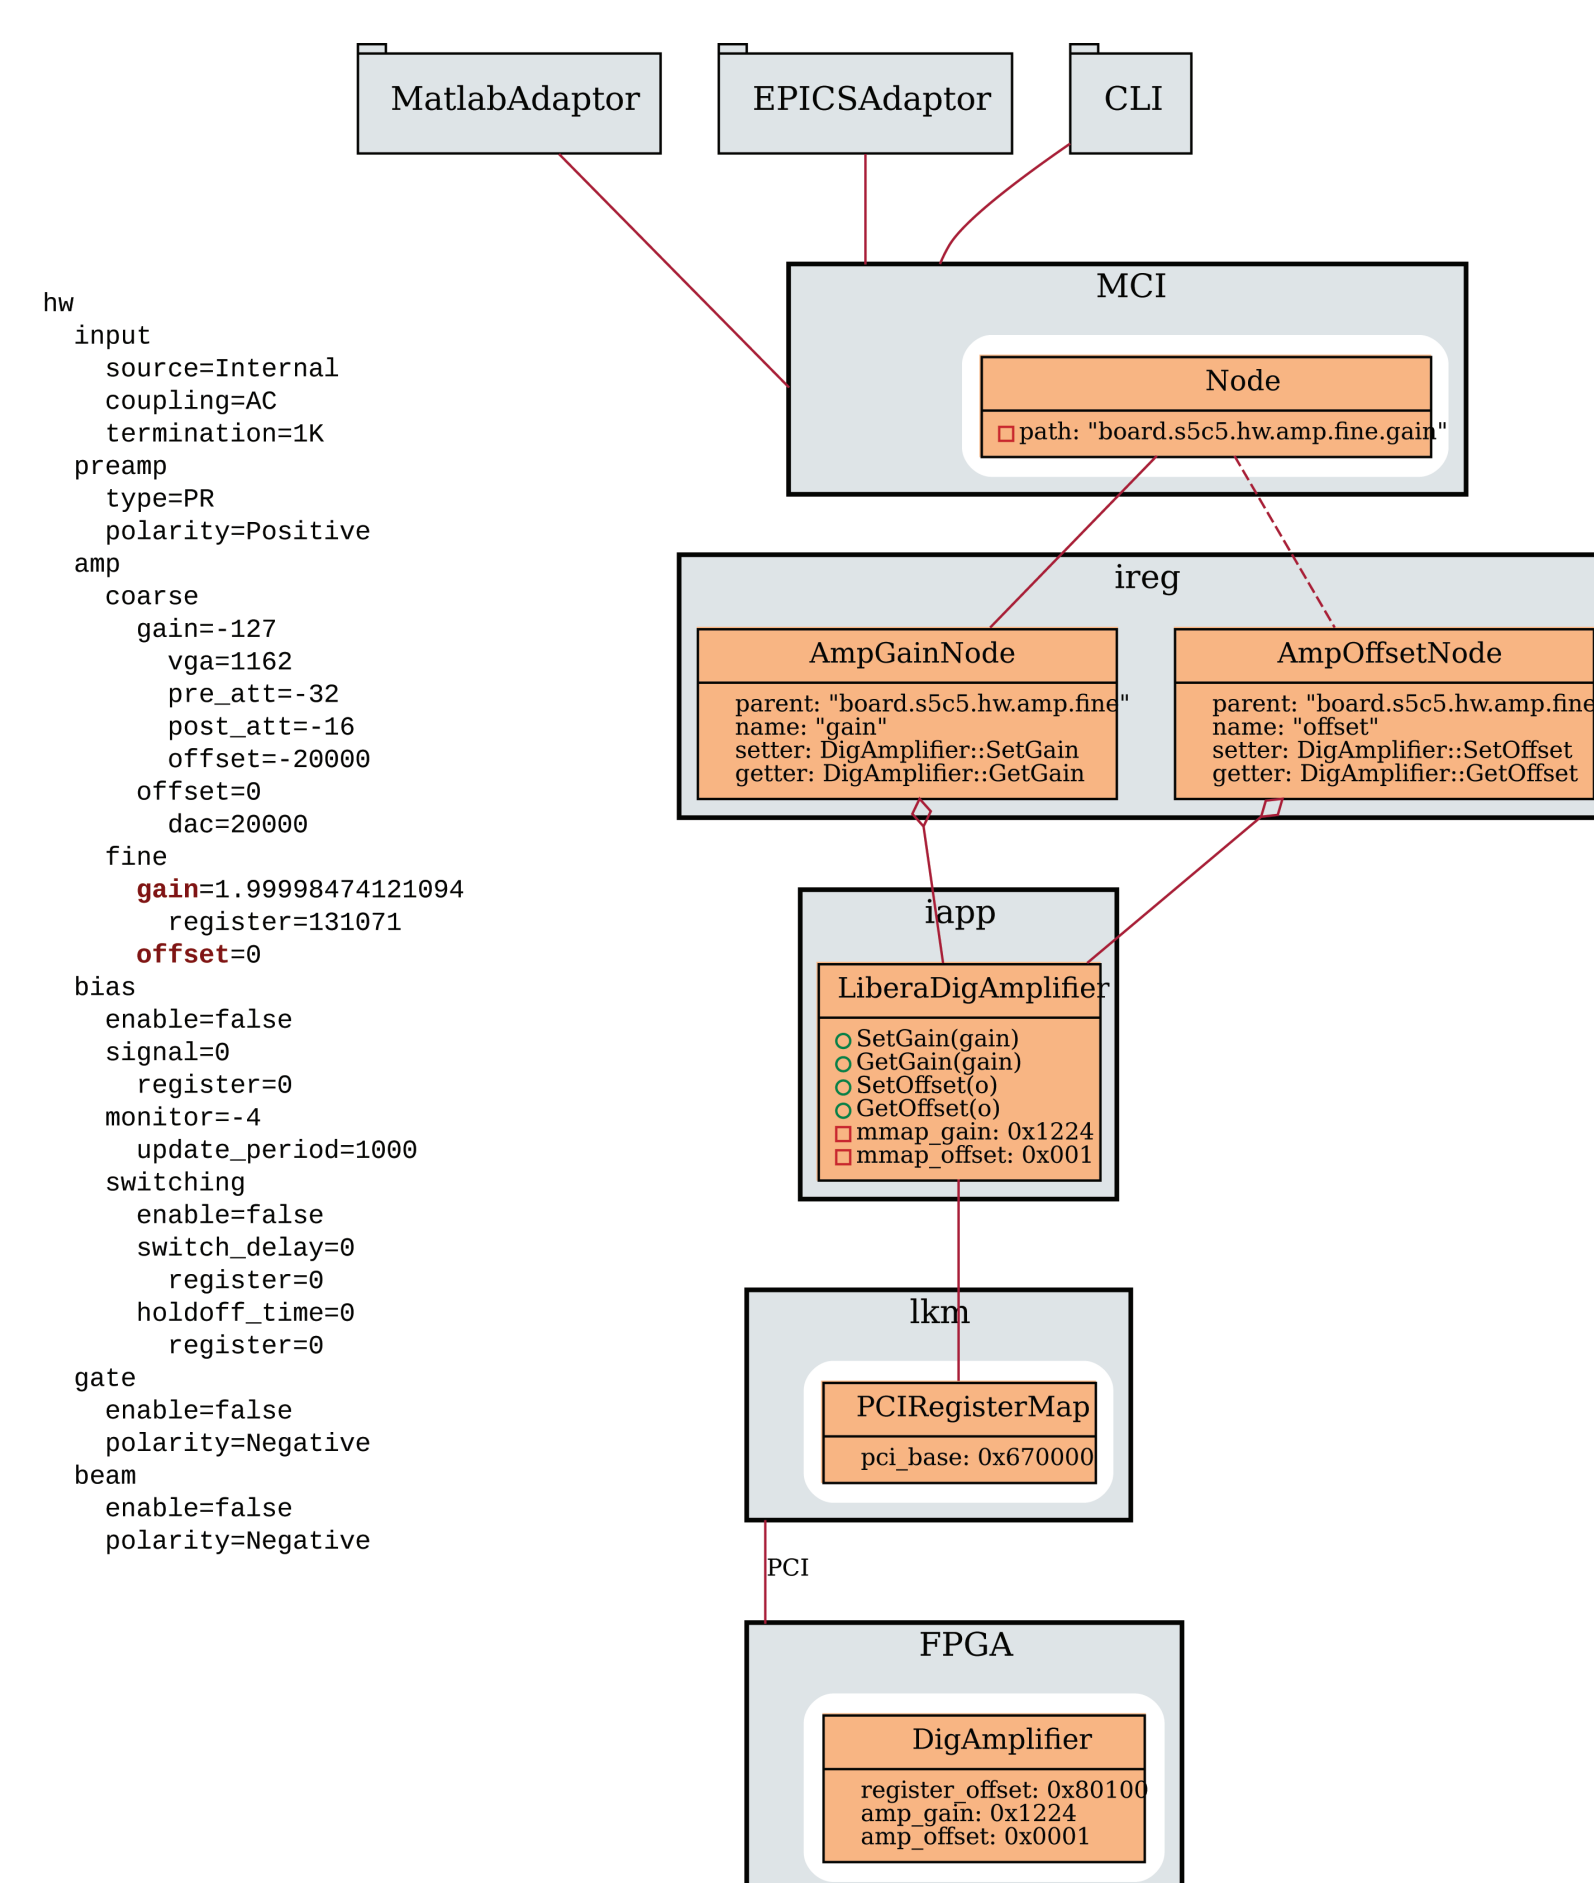 MatlabAdaptor
EPICSAdaptor
CLI
hw
  input
    source=Internal
    coupling=AC
    termination=1K
  preamp
    type=PR
    polarity=Positive
  amp
    coarse
      gain=-127
        vga=1162
        pre_att=-32
        post_att=-16
        offset=-20000
      offset=0
        dac=20000
    fine
      gain=1.99998474121094
        register=131071
      offset=0
  bias
    enable=false
    signal=0
      register=0
    monitor=-4
      update_period=1000
    switching
      enable=false
      switch_delay=0
        register=0
      holdoff_time=0
        register=0
  gate
    enable=false
    polarity=Negative
  beam
    enable=false
    polarity=Negative
MCI
Node
path: "board.s5c5.hw.amp.fine.gain"
ireg
AmpGainNode
parent: "board.s5c5.hw.amp.fine"
name: "gain"
setter: DigAmplifier::SetGain
getter: DigAmplifier::GetGain
AmpOffsetNode
parent: "board.s5c5.hw.amp.fine
name: "offset"
setter: DigAmplifier::SetOffset
getter: DigAmplifier::GetOffset
iapp
LiberaDigAmplifier
SetGain(gain)
GetGain(gain)
SetOffset(o)
GetOffset(o)
mmap_gain: 0x1224
mmap_offset: 0x001
lkm
PCIRegisterMap
pci_base: 0x670000
PCI
FPGA
DigAmplifier
register_offset: 0x80100
amp_gain: 0x1224
amp_offset: 0x0001